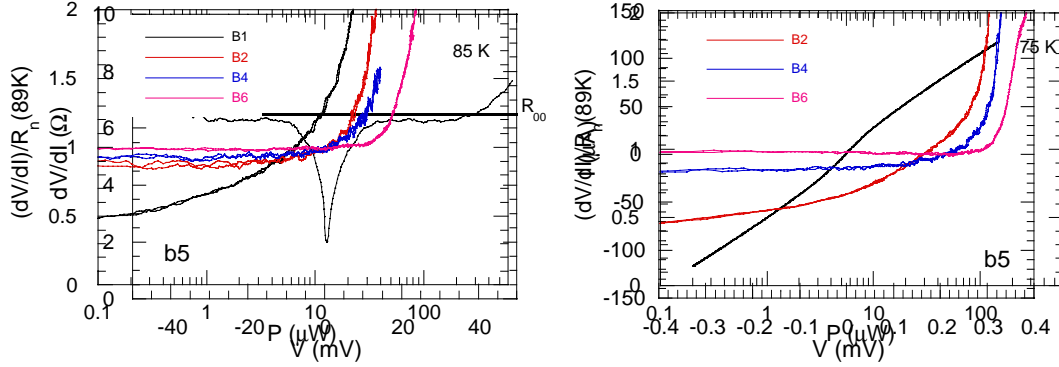 2 10
B1
B2
B4
B6
85 K
1.5 8
R00
6
1
4
0.5
2
b5
0 0
0.1 1 10 100
-40 -20 0 20 40
P (µW)
V (mV)
(dV/dI)/Rn(89K)
dV/dI (Ω)
150
2
B2
B4
B6
75 K
100
1.5
50
1
0
-50
0.5
-100
b5
0
-150
0.1 1 10 100
-0.4 -0.3 -0.2 -0.1 0 0.1 0.2 0.3 0.4
P (µW)
V (mV)
(dV/dI)/Rn(89K)